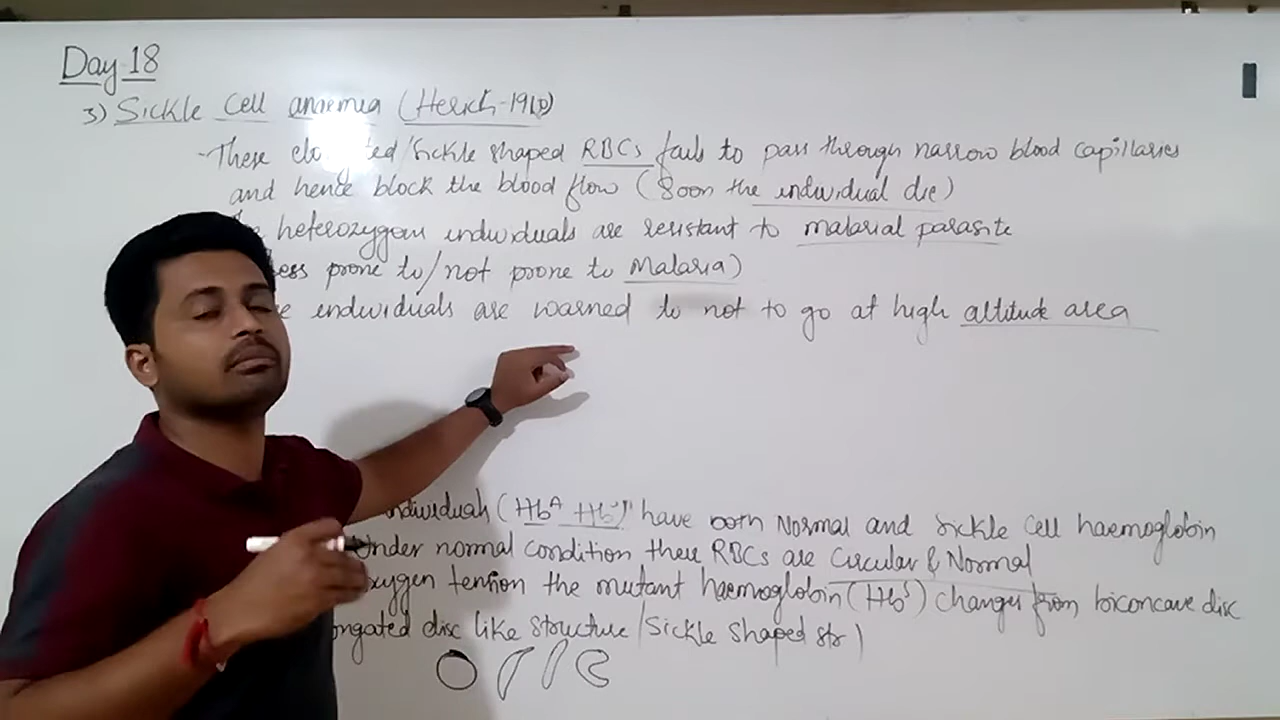 Day 18
3) Sickle Cell anaemia (Herick-1910)
-These elongated/sickle shaped RBCs fails to pass through narrow blood capillaries
and hence block the blood flow (Soon the individual die)
heterozygous individuals are resistant to malarial parasite
less prone to/not prone to Malaria)
individuals are warned to not to go at high altitude area
individuals (Hbᴬ Hbˢ) have both Normal and Sickle Cell haemoglobin
Under normal condition their RBCs are Circular & Normal
oxygen tension the mutant haemoglobin (Hbˢ) changes from biconcave disc
elongated disc like structure/Sickle shaped str)